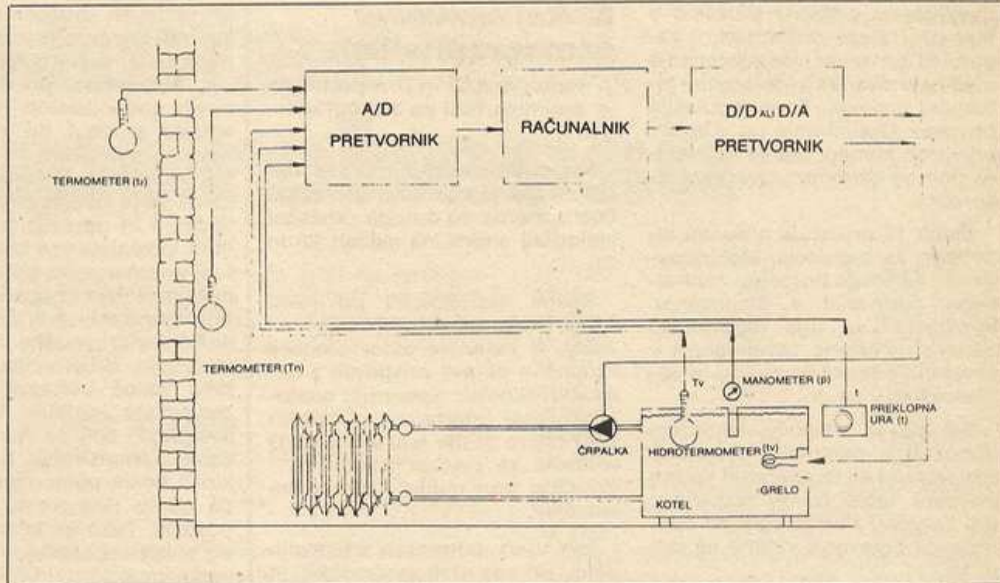 A/D
PRETVORNIK
RAČUNALNIK
D/D ALI D/A
PRETVORNIK
TERMOMETER (tz)
TERMOMETER (Tn)
Tv
MANOMETER (p)
t
PREKLOPNA
URA (t)
ČRPALKA
HIDROTERMOMETER (tv)
GRELO
KOTEL